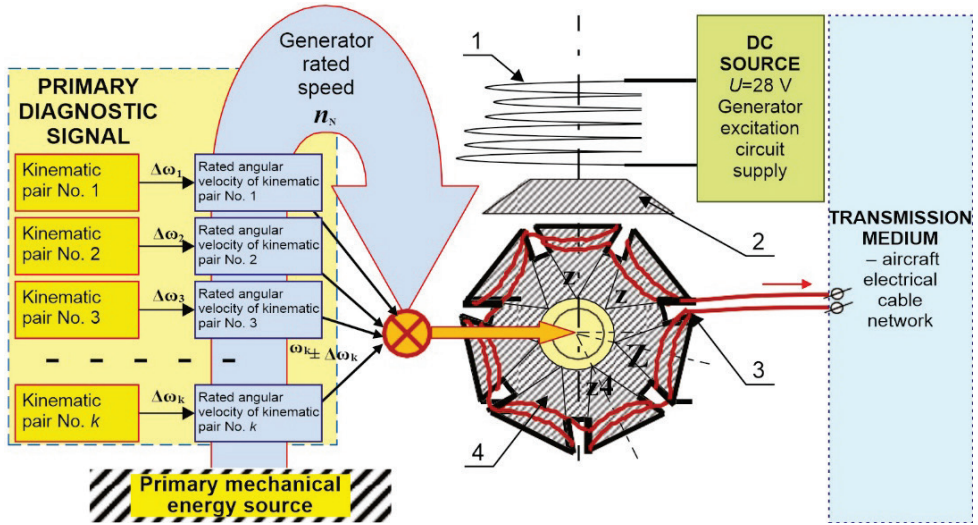 PRIMARY
DIAGNOSTIC
SIGNAL
Generator
rated
speed
n_N
Kinematic
pair No. 1
Δω₁
Rated angular
velocity of kinematic
pair No. 1
Kinematic
pair No. 2
Δω₂
Rated angular
velocity of kinematic
pair No. 2
Kinematic
pair No. 3
Δω₃
Rated angular
velocity of kinematic
pair No. 3
ωₖ ± Δωₖ
Kinematic
pair No. k
Δωₖ
Rated angular
velocity of kinematic
pair No. k
Primary mechanical
energy source
1
2
3
4
z
z
Z
z4
DC
SOURCE
U=28 V
Generator
excitation
circuit
supply
TRANSMISSION
MEDIUM
– aircraft
electrical
cable
network